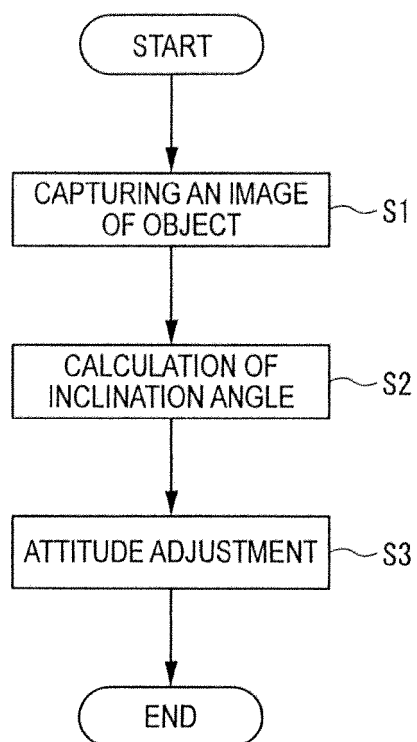 START
CAPTURING AN IMAGE
OF OBJECT
S1
CALCULATION OF
INCLINATION ANGLE
S2
ATTITUDE ADJUSTMENT
S3
END